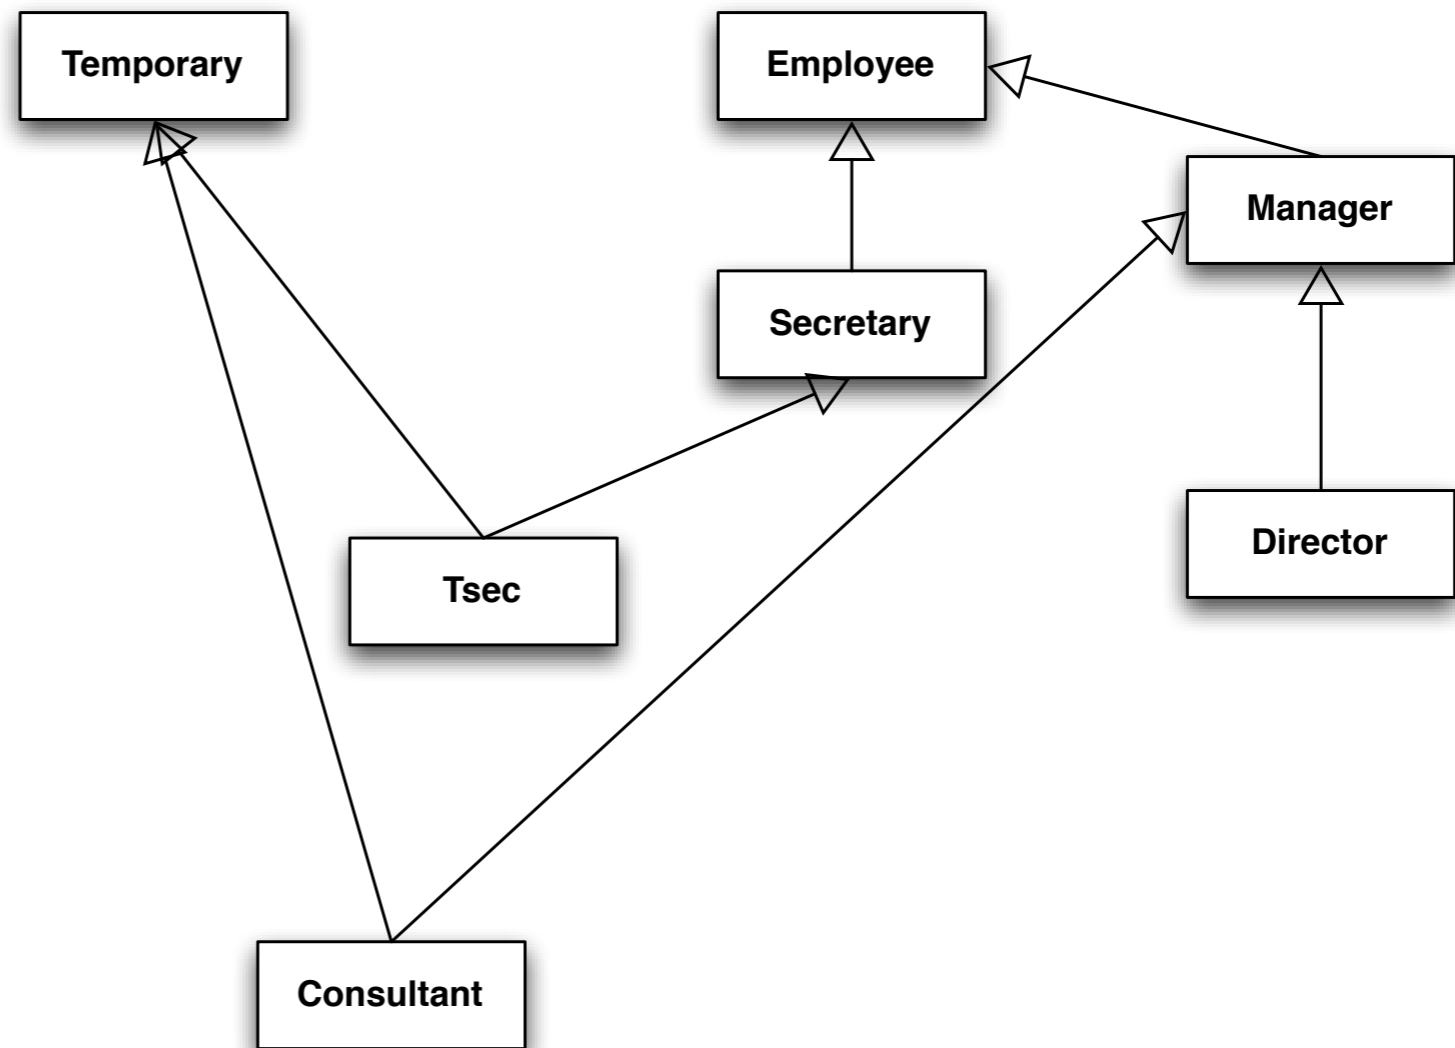 Temporary
Employee
Manager
Secretary
Director
Tsec
Consultant